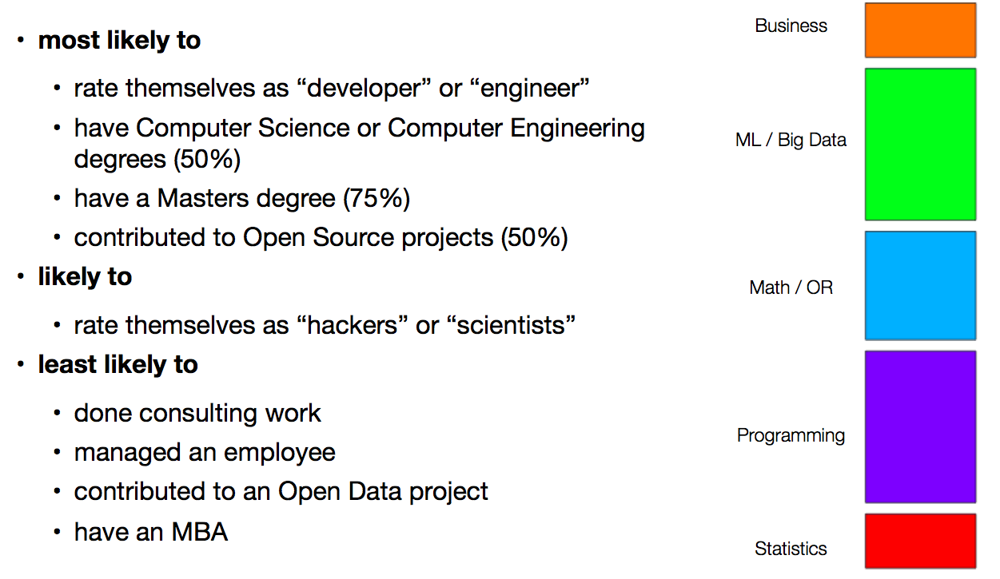 • most likely to
• rate themselves as “developer” or “engineer”
• have Computer Science or Computer Engineering
degrees (50%)
• have a Masters degree (75%)
• contributed to Open Source projects (50%)
• likely to
• rate themselves as “hackers” or “scientists”
• least likely to
• done consulting work
• managed an employee
• contributed to an Open Data project
• have an MBA
Business
ML / Big Data
Math / OR
Programming
Statistics